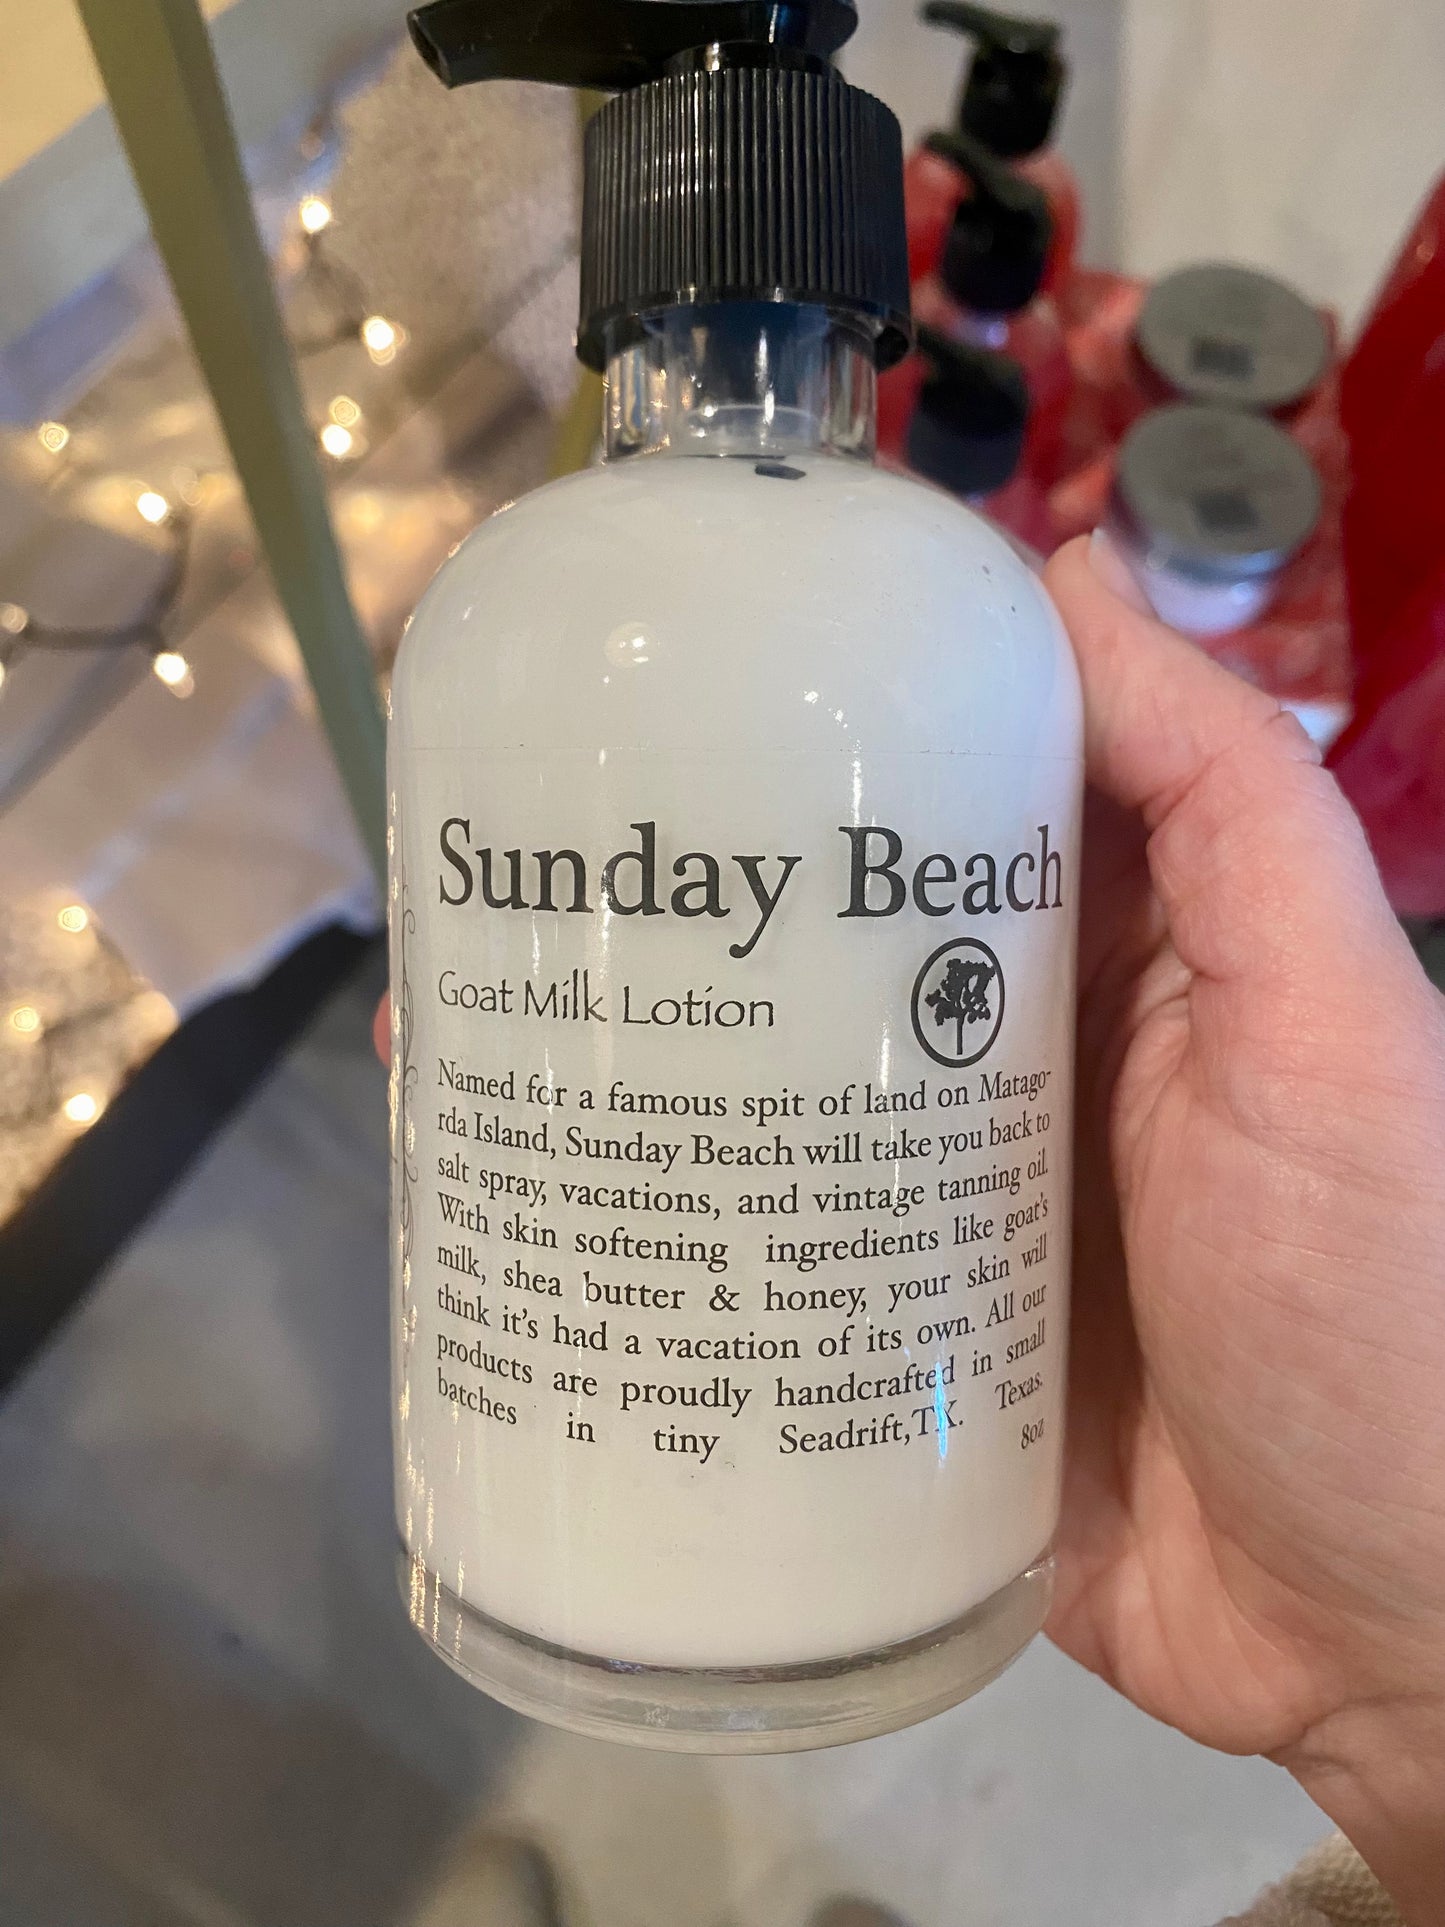 Sunday Beach
Goat Milk Lotion
Named for a famous spit of land on Matago-
rda Island, Sunday Beach will take you back to
salt spray, vacations, and vintage tanning oil.
With skin softening ingredients like goat's
milk, shea butter & honey, your skin will
think it's had a vacation of its own. All our
products are proudly handcrafted in small
batches in tiny Seadrift,TX. Texas.
8oz